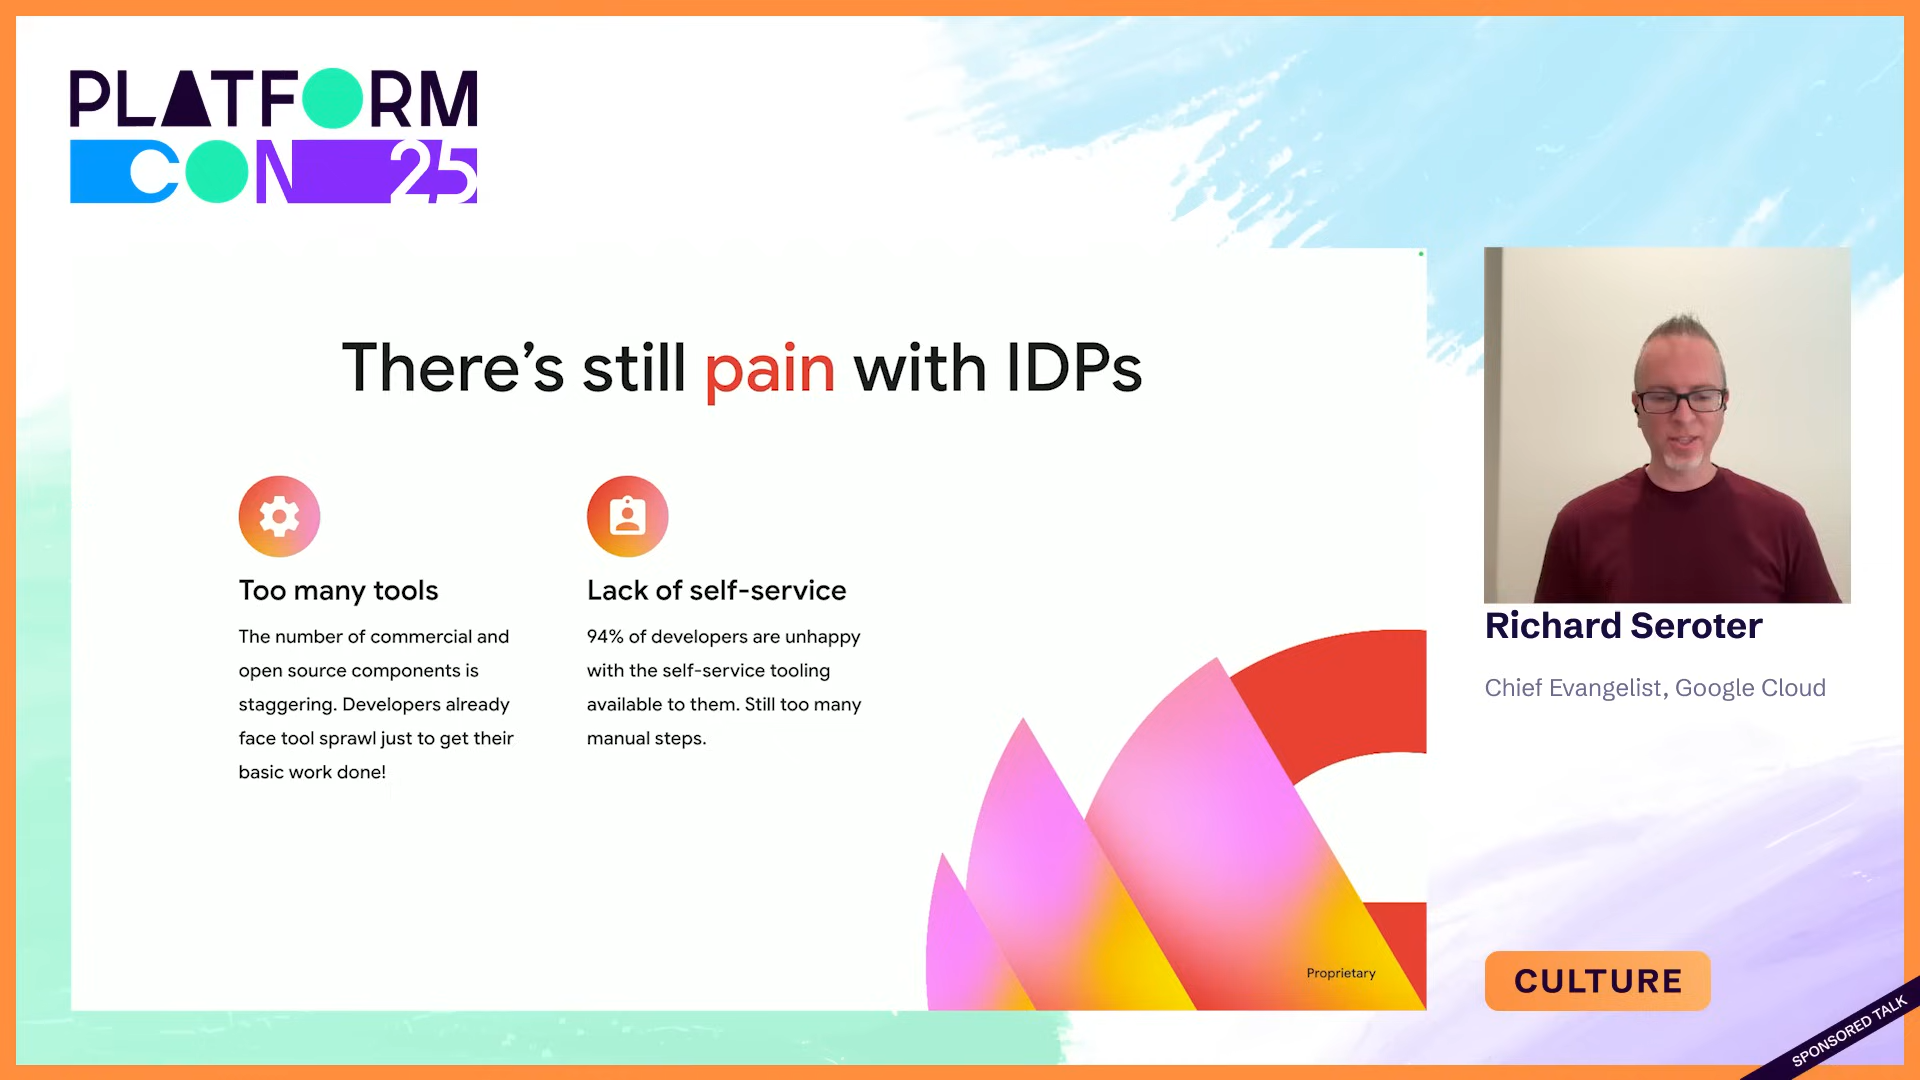 PLATFORM
CON 25
There's still pain with IDPs
Too many tools
The number of commercial and
open source components is
staggering. Developers already
face tool sprawl just to get their
basic work done!
Lack of self-service
94% of developers are unhappy
with the self-service tooling
available to them. Still too many
manual steps.
Proprietary
Richard Seroter
Chief Evangelist, Google Cloud
CULTURE
SPONSORED TALK